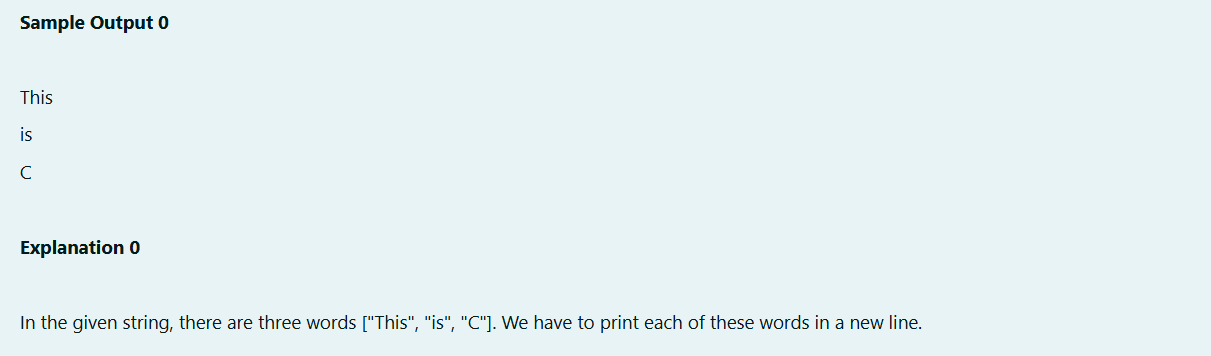 Sample Output 0
This
is
C
Explanation 0
In the given string, there are three words ["This", "is", "C"]. We have to print each of these words in a new line.